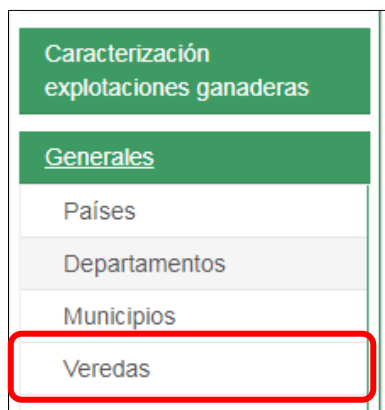 Caracterización
explotaciones ganaderas
Generales
Países
Departamentos
Municipios
Veredas